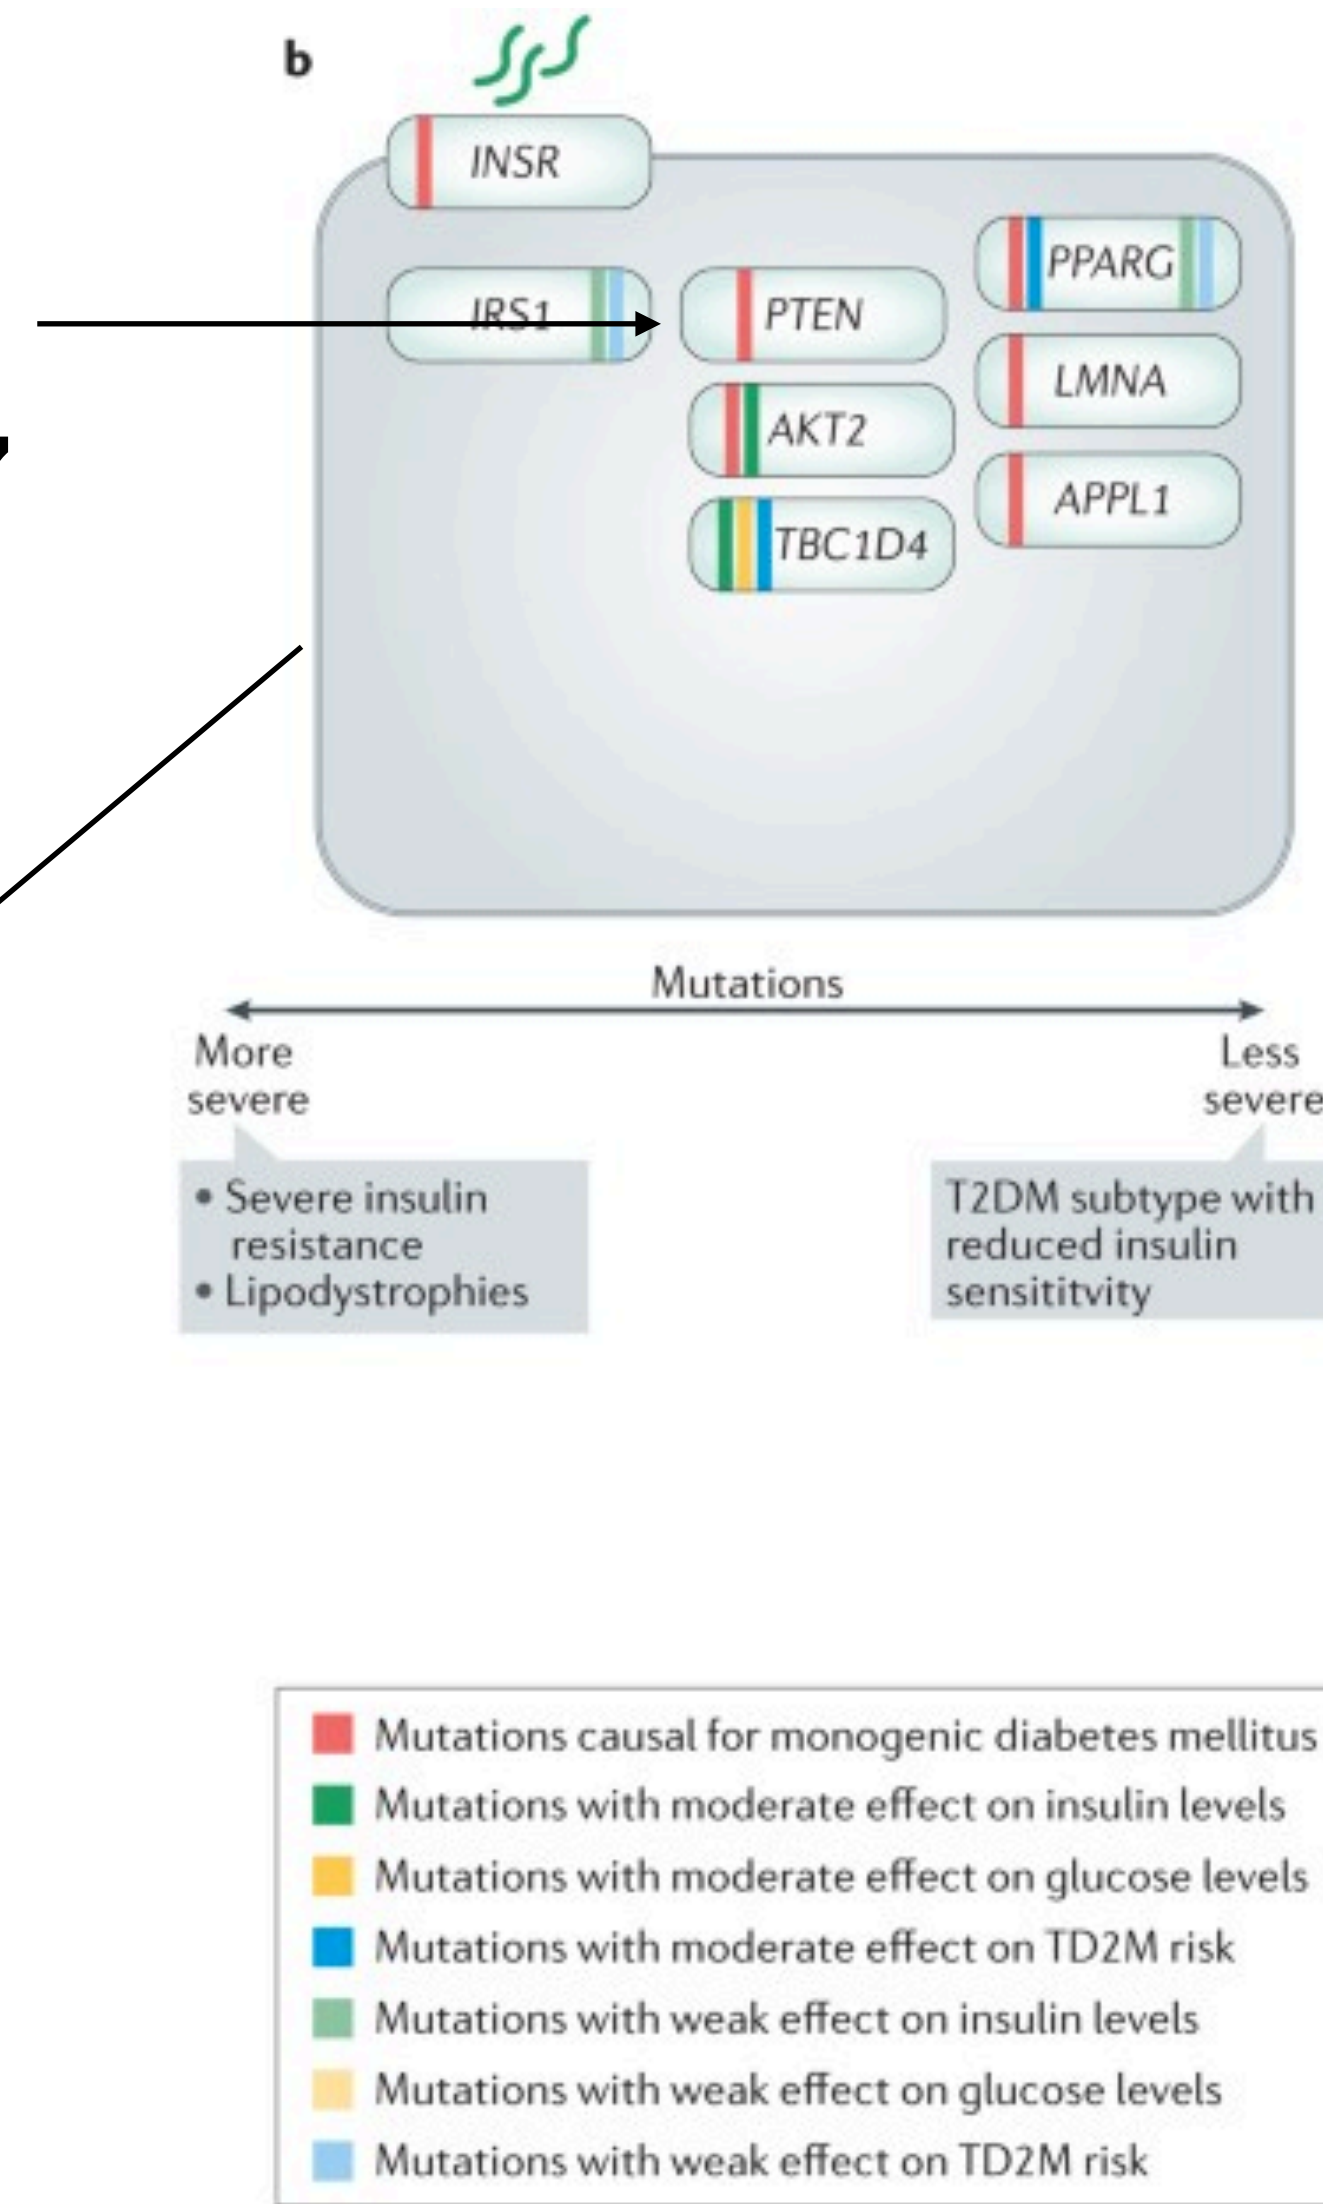 b
INSR
IRS1
PTEN
PPARG
AKT2
LMNA
TBC1D4
APPL1
Mutations
More
severe
Less
severe
• Severe insulin
resistance
• Lipodystrophies
T2DM subtype with
reduced insulin
sensititvity
Mutations causal for monogenic diabetes mellitus
Mutations with moderate effect on insulin levels
Mutations with moderate effect on glucose levels
Mutations with moderate effect on TD2M risk
Mutations with weak effect on insulin levels
Mutations with weak effect on glucose levels
Mutations with weak effect on TD2M risk